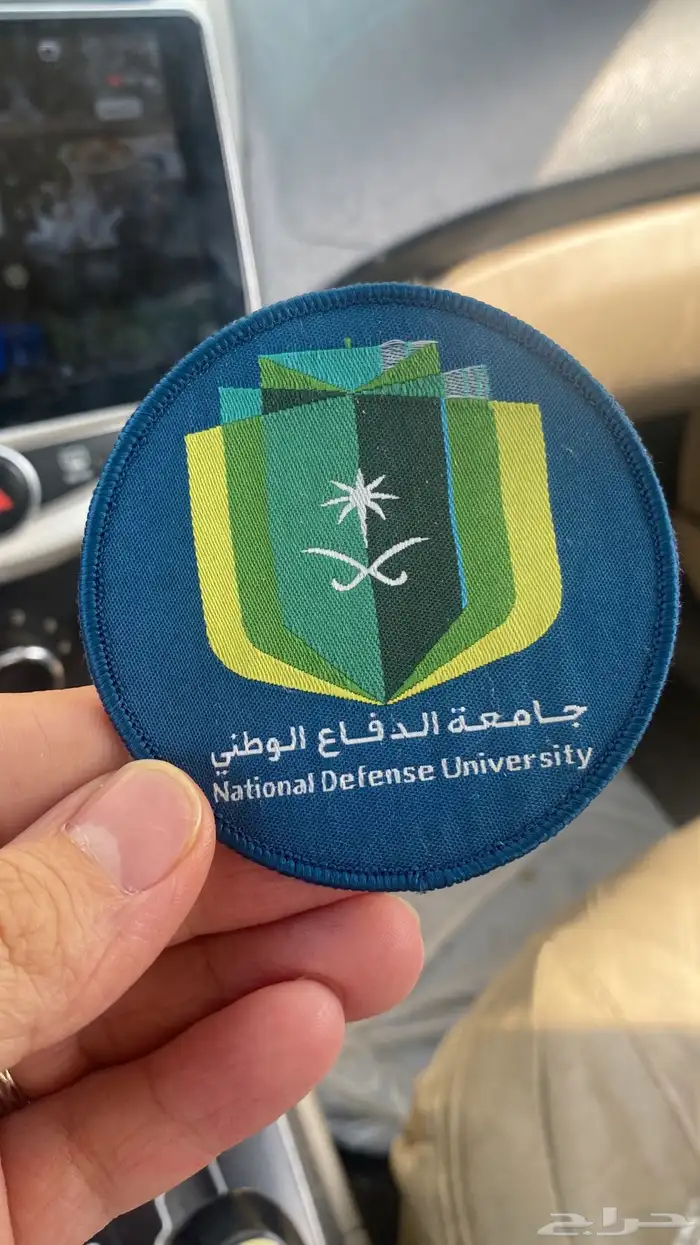 جامعة الدفاع الوطني
National Defense University
حراج